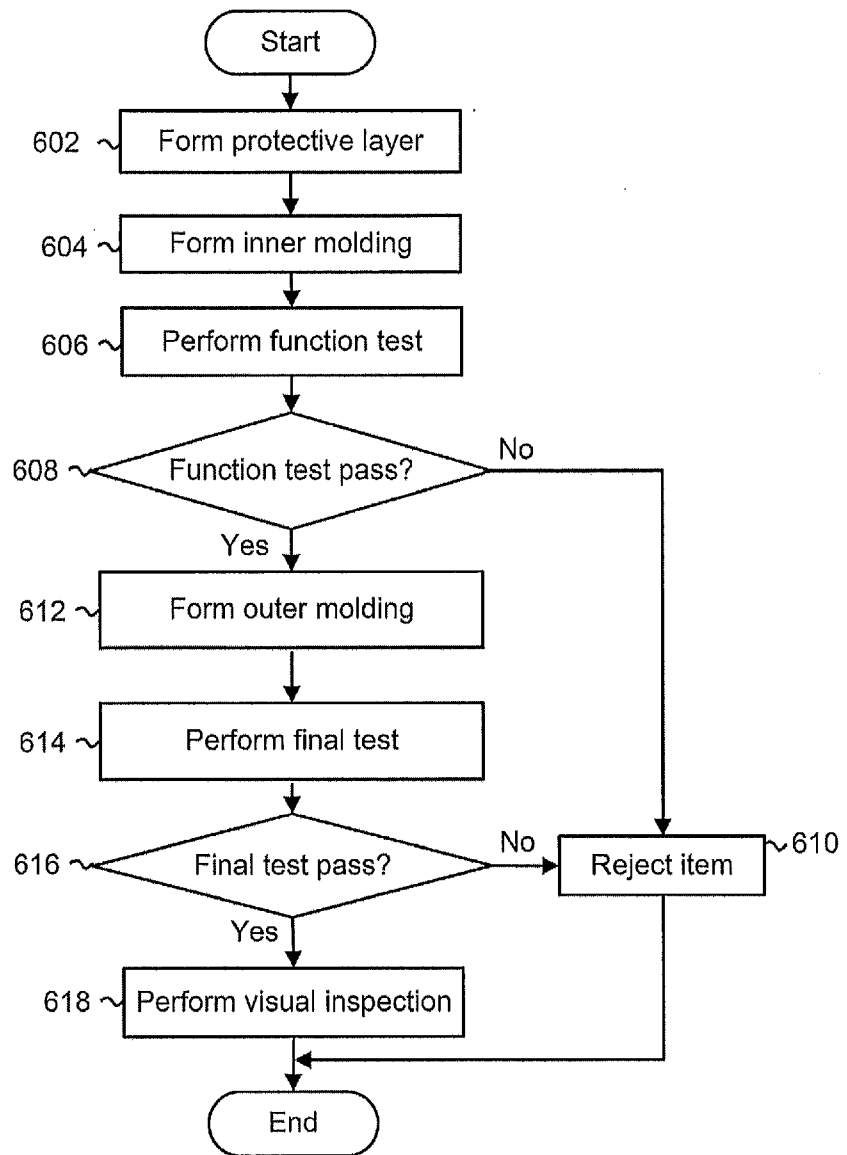 Start
602 Form protective layer
604 Form inner molding
606 Perform function test
608 Function test pass? No
Yes
612 Form outer molding
614 Perform final test
616 Final test pass? No
Reject item 610
Yes
618 Perform visual inspection
End